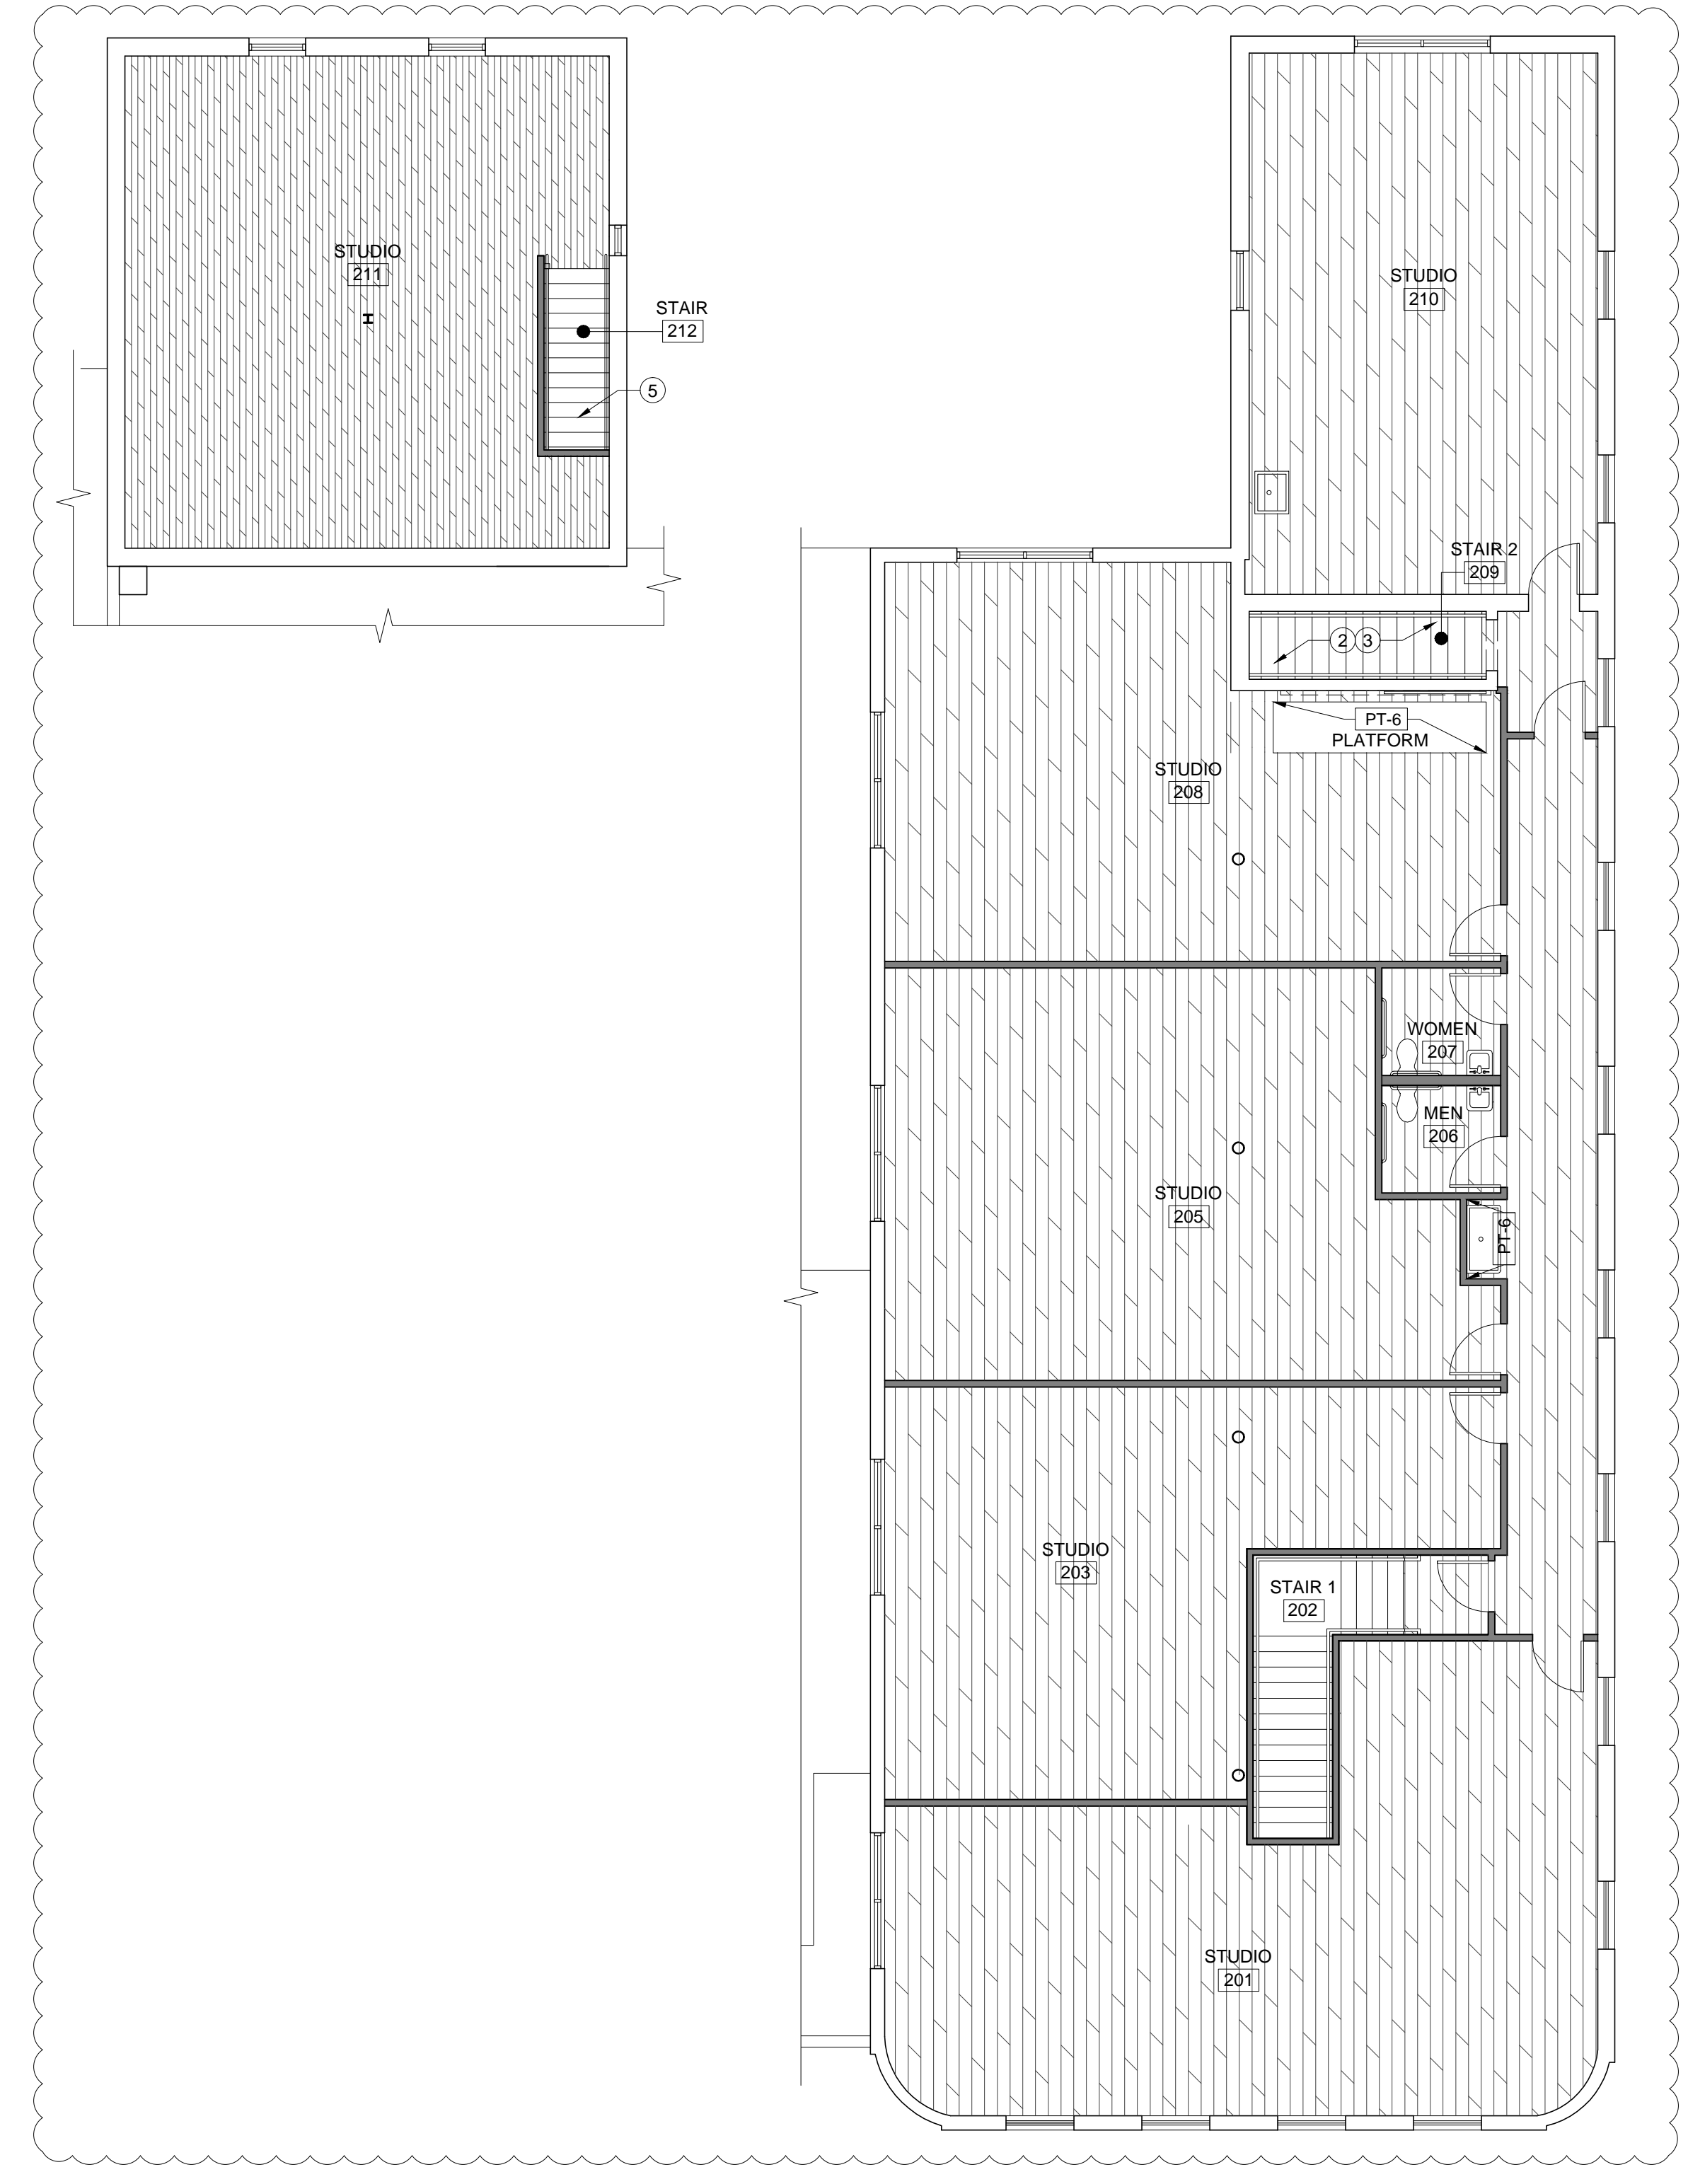 STUDIO
211
H
STAIR
212
5
STUDIO
210
STAIR 2
209
2 3
PT-6
PLATFORM
STUDIO
208
WOMEN
207
MEN
206
STUDIO
205
PT-6
STUDIO
203
STAIR 1
202
STUDIO
201